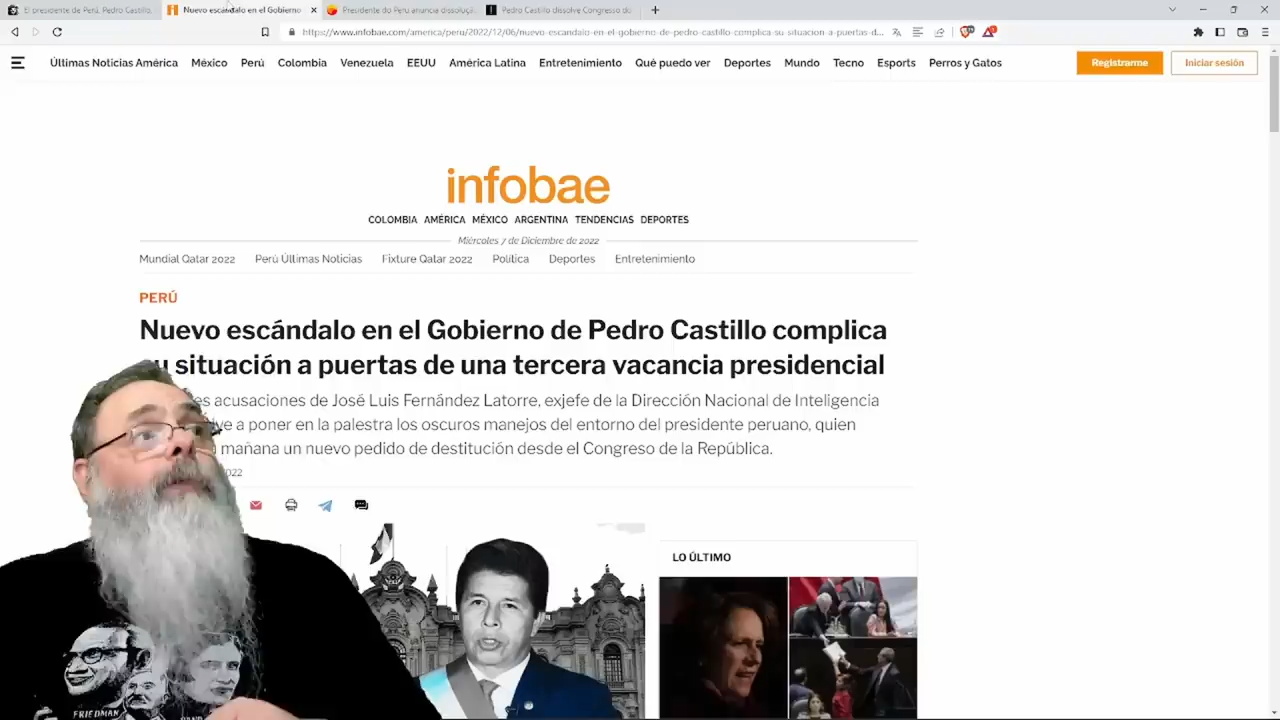 El presidente de Perú, Pedro Castillo,
Nuevo escándalo en el Gobierno
Presidente do Peru anuncia dissoluçã
Pedro Castillo dissolve Congresso do
https://www.infobae.com/america/peru/2022/12/06/nuevo-escandalo-en-el-gobierno-de-pedro-castillo-complica-su-situacion-a-puertas-d...
Últimas Noticias América México Perú Colombia Venezuela EEUU América Latina Entretenimiento Qué puedo ver Deportes Mundo Tecno Esports Perros y Gatos Registrarme Iniciar sesión
infobae
COLOMBIA AMÉRICA MÉXICO ARGENTINA TENDENCIAS DEPORTES
Miércoles 7 de Diciembre de 2022
Mundial Qatar 2022 Perú Últimas Noticias Fixture Qatar 2022 Política Deportes Entretenimiento
PERÚ
Nuevo escándalo en el Gobierno de Pedro Castillo complica
su situación a puertas de una tercera vacancia presidencial
es acusaciones de José Luis Fernández Latorre, exjefe de la Dirección Nacional de Inteligencia
ve a poner en la palestra los oscuros manejos del entorno del presidente peruano, quien
mañana un nuevo pedido de destitución desde el Congreso de la República.
022
LO ÚLTIMO
FRIEDMAN